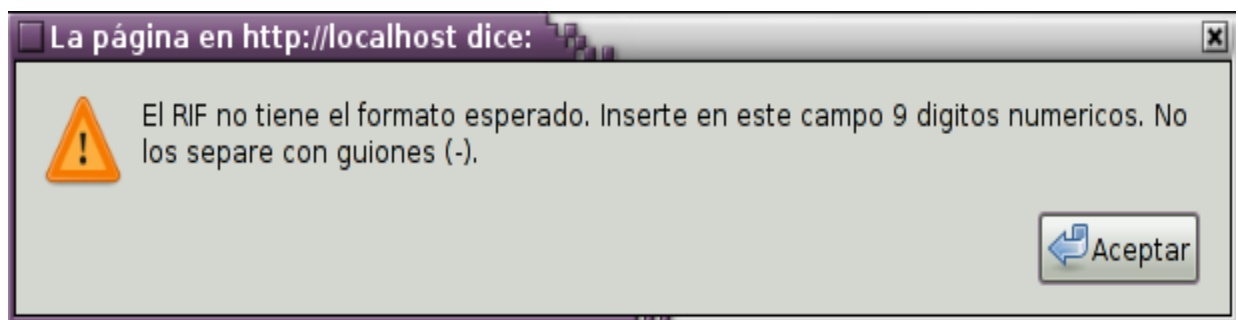 La página en http://localhost dice:
El RIF no tiene el formato esperado. Inserte en este campo 9 digitos numericos. No
los separe con guiones (-).
Aceptar